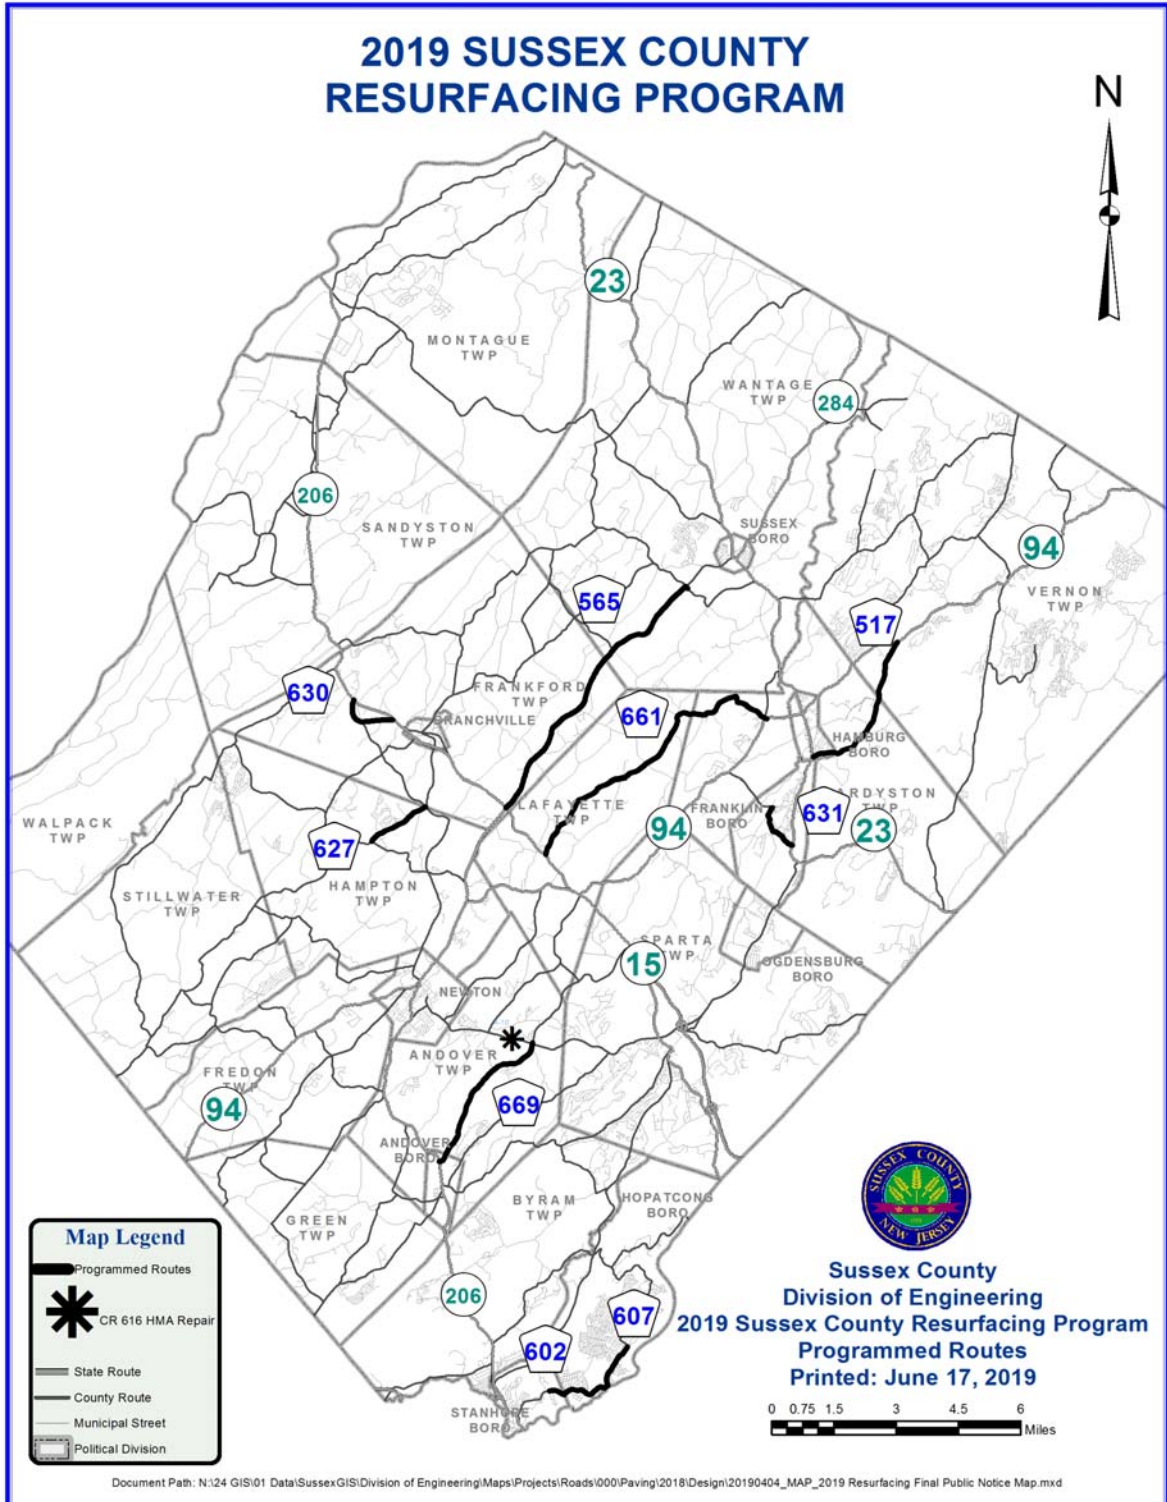 2019 SUSSEX COUNTY
RESURFACING PROGRAM
N
23
MONTAGUE
TWP
WANTAGE
TWP
284
206
SANDYSTON
TWP
SUSSEX
BORO
94
VERNON
TWP
565
517
630
FRANKFORD
TWP
661
BRANCHVILLE
HAMBURG
BORO
WALPACK
TWP
LAFAYETTE
TWP
94
FRANKLIN
BORO
631
ARDYSTON
TWP
23
627
HAMPTON
TWP
STILLWATER
TWP
SPARTA
TWP
15
OGDENSBURG
BORO
NEWTON
ANDOVER
TWP
FREDON
TWP
94
669
ANDOVER
BORO
BYRAM
TWP
HOPATCONG
BORO
GREEN
TWP
206
607
602
STANHOPE
BORO
SUSSEX COUNTY
NEW JERSEY
Map Legend
Programmed Routes
CR 616 HMA Repair
State Route
County Route
Municipal Street
Political Division
Sussex County
Division of Engineering
2019 Sussex County Resurfacing Program
Programmed Routes
Printed: June 17, 2019
0 0.75 1.5 3 4.5 6
Miles
Document Path: N:\24 GIS\01 Data\SussexGIS\Division of Engineering\Maps\Projects\Roads\000\Paving\2018\Design\20190404_MAP_2019 Resurfacing Final Public Notice Map.mxd